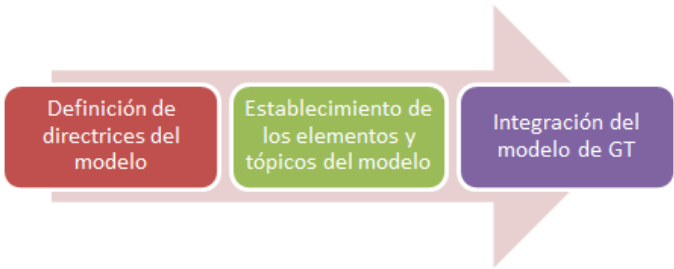 Definición de
directrices del
modelo
Establecimiento de
los elementos y
tópicos del modelo
Integración del
modelo de GT